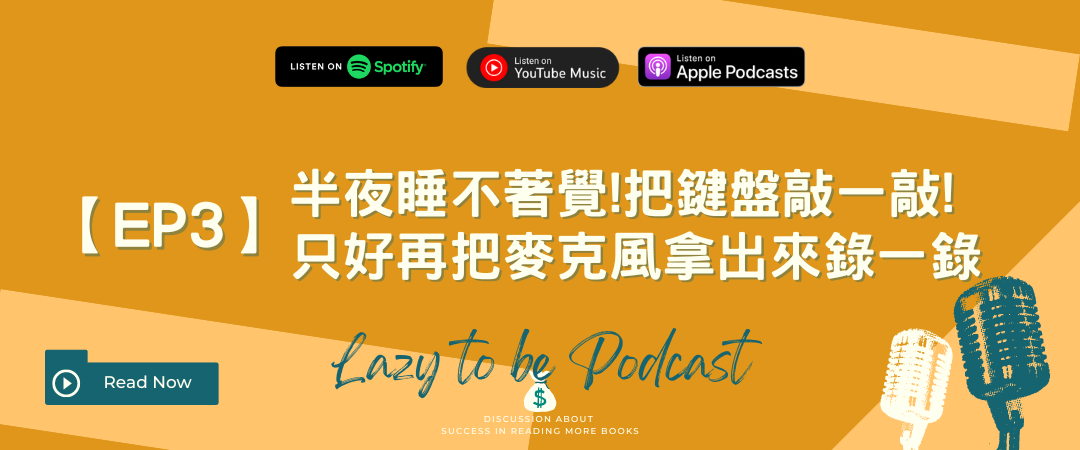 LISTEN ON Spotify
Listen on
YouTube Music
Listen on
Apple Podcasts
【EP3】
半夜睡不著覺!把鍵盤敲一敲!
只好再把麥克風拿出來錄一錄
Lazy to be Podcast
Read Now
$
DISCUSSION ABOUT
SUCCESS IN READING MORE BOOKS